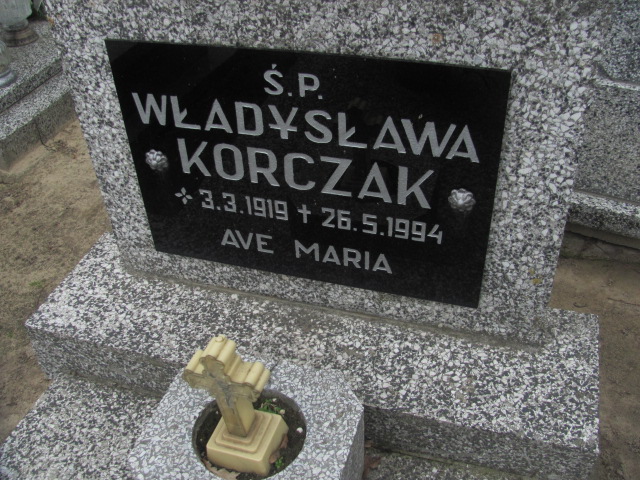 Ś.P.
WŁADYSŁAWA
KORCZAK
3.3.1919 † 26.5.1994
AVE MARIA